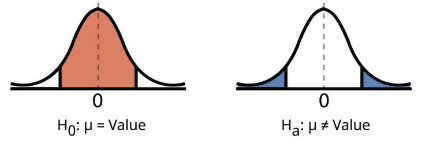 0
0
H₀: μ = Value
Hₐ: μ ≠ Value